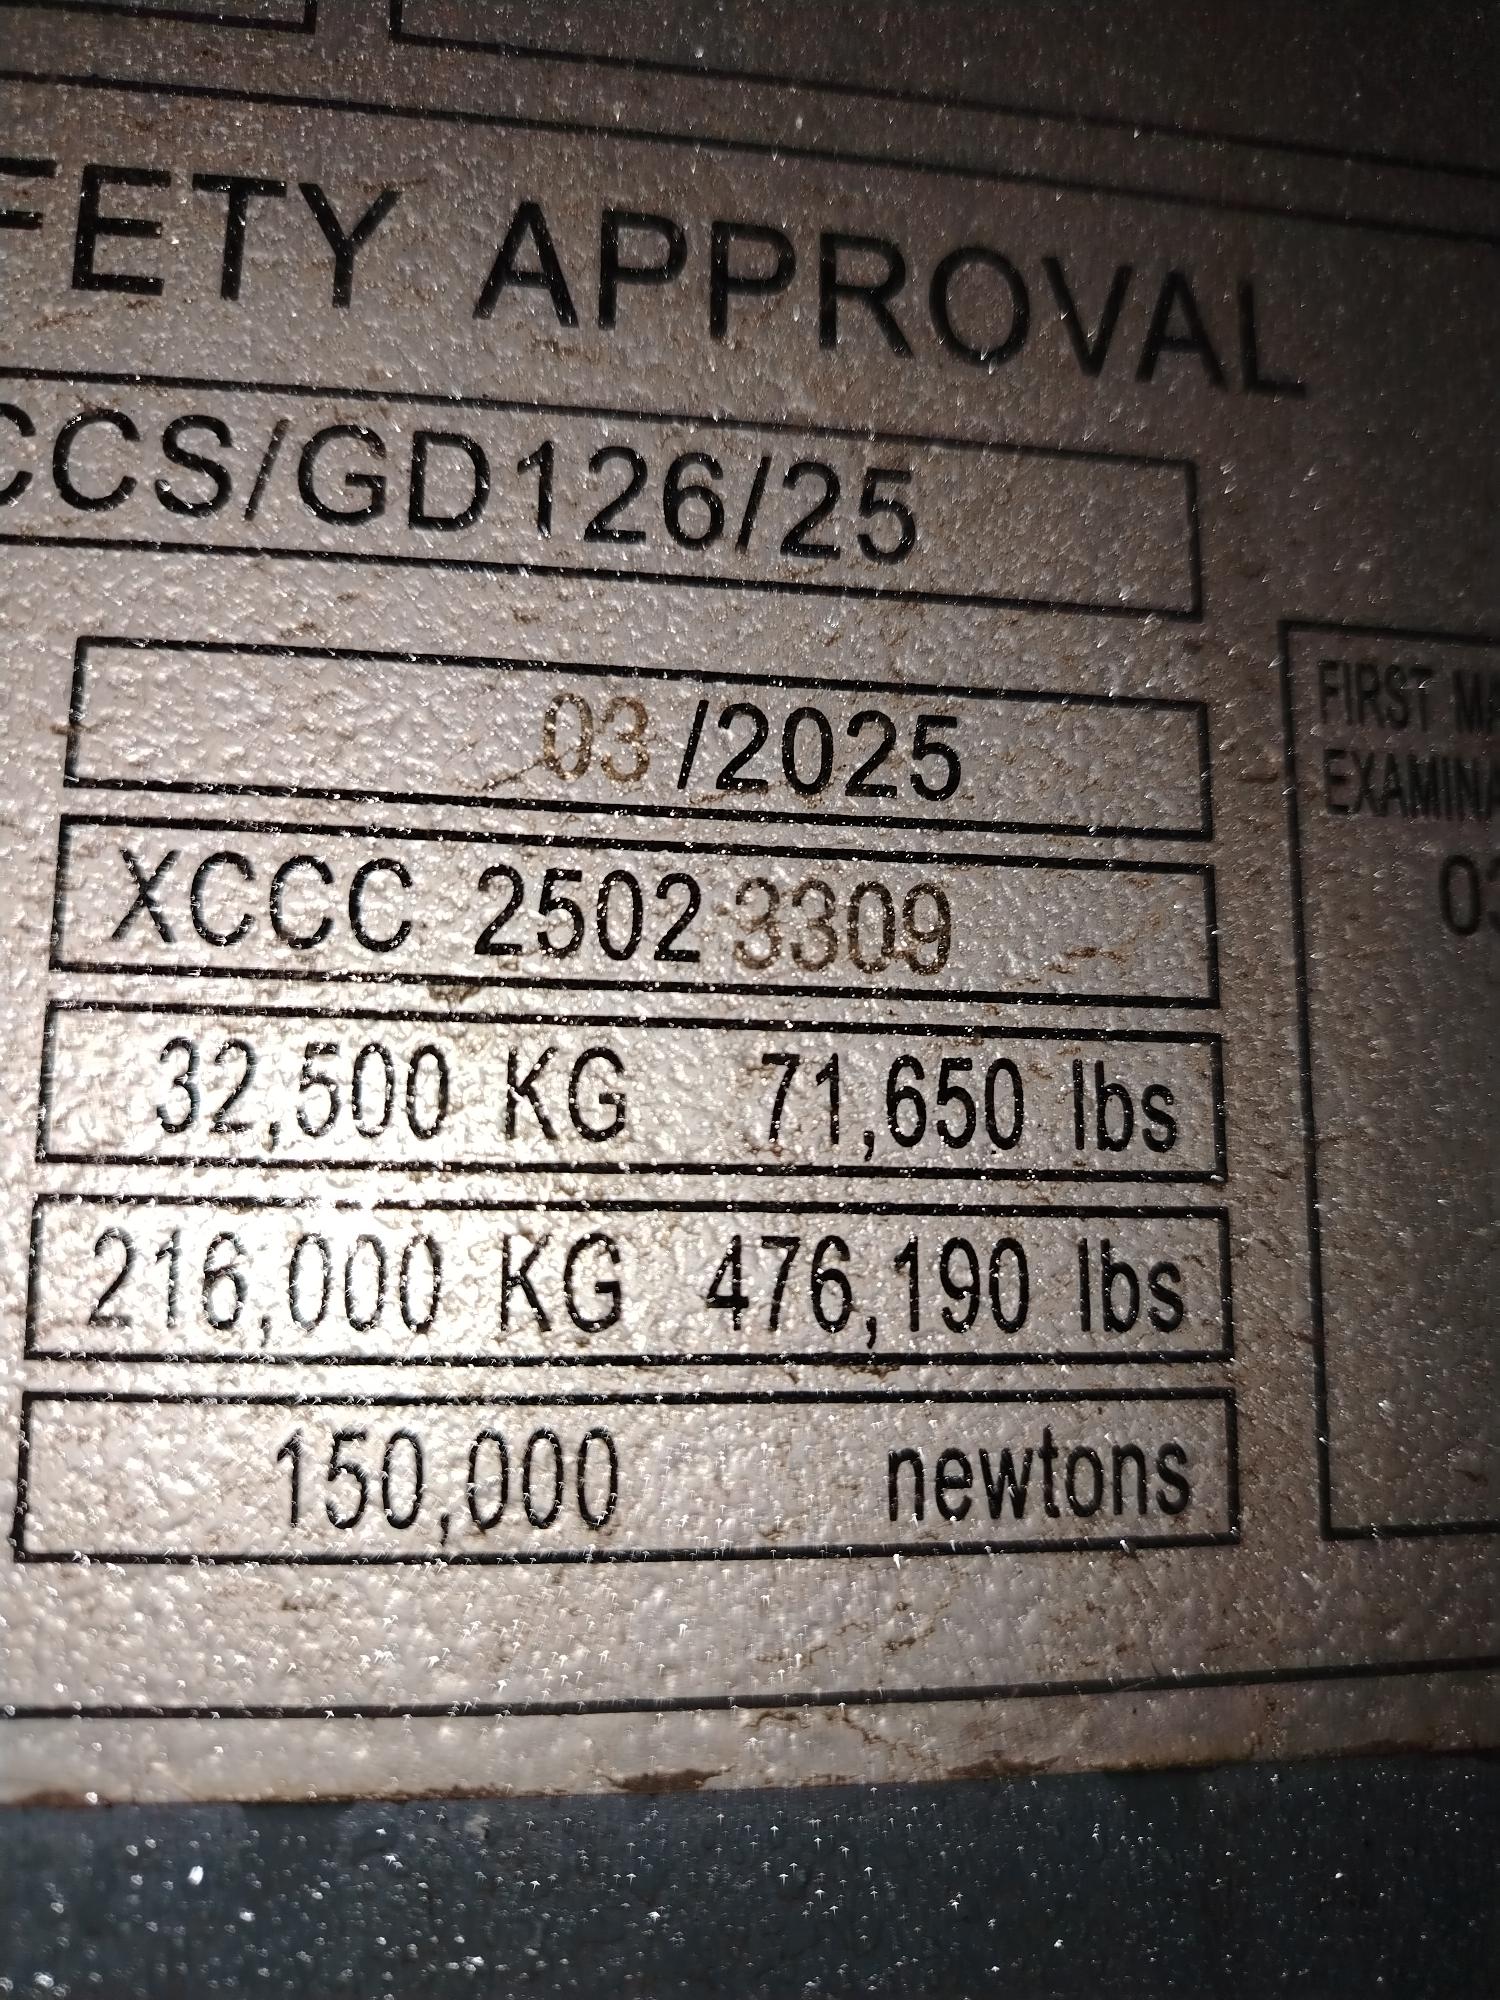 FETY APPROVAL
CCS/GD126/25
03/2025
XCCC 25023309
32,500 KG 71,650 lbs
216,000 KG 476,190 lbs
150,000 newtons
FIRST MA
EXAMINA
03